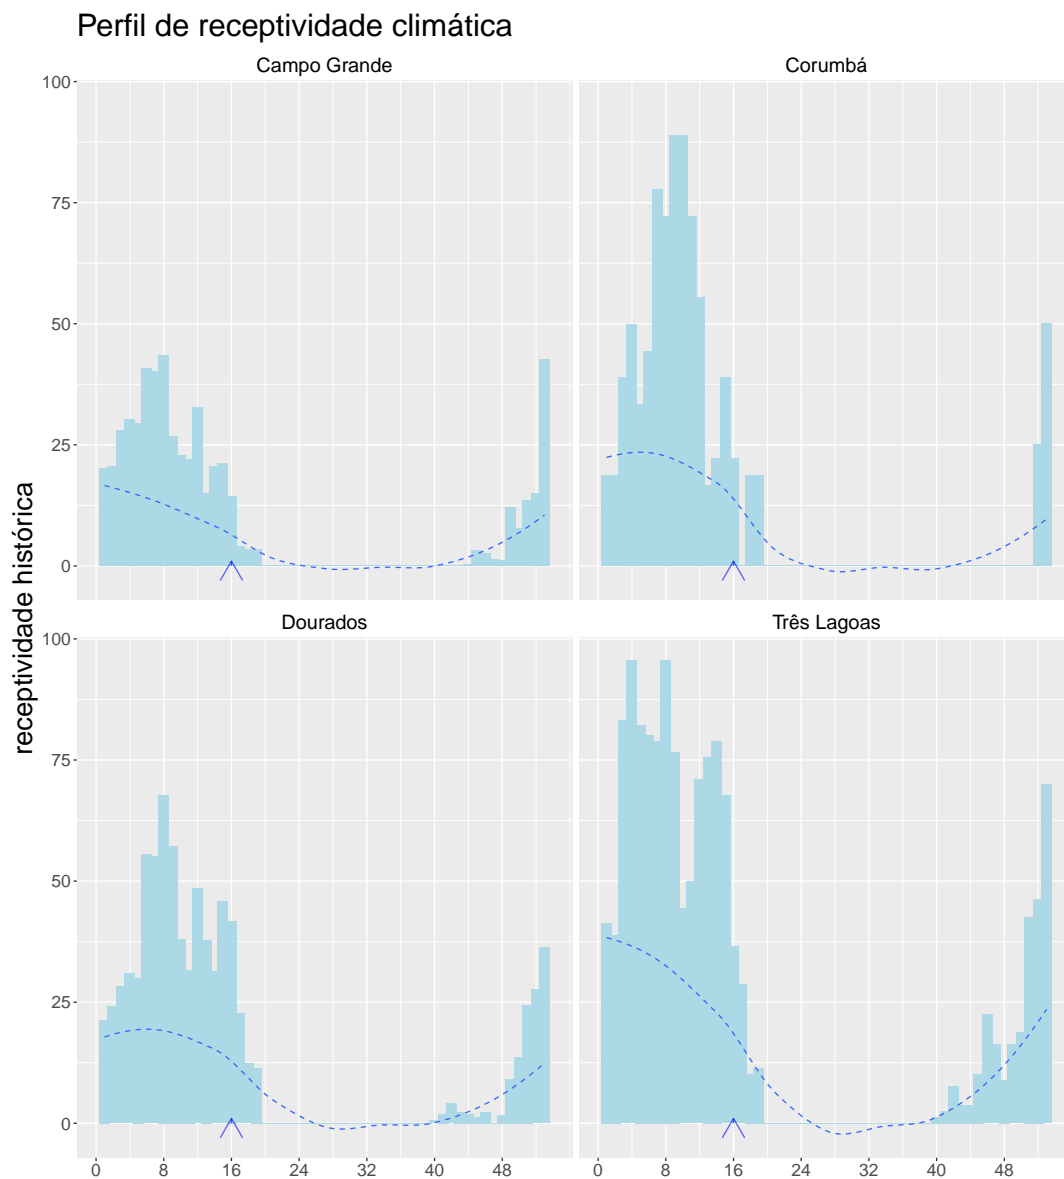 Perfil de receptividade climática
Campo Grande
Corumbá
100
75
50
25
0
receptividade histórica
Dourados
Três Lagoas
100
75
50
25
0
0 8 16 24 32 40 48
0 8 16 24 32 40 48